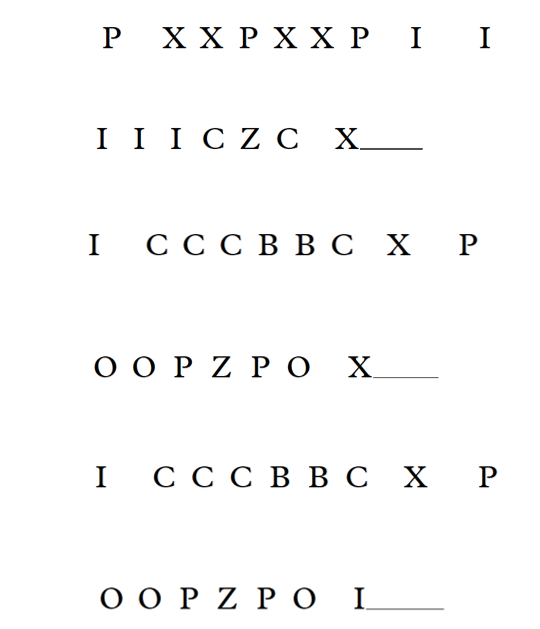 P X X P X X P I I
I I I C Z C X____
I C C C B B C X P
O O P Z P O X____
I C C C B B C X P
O O P Z P O I____